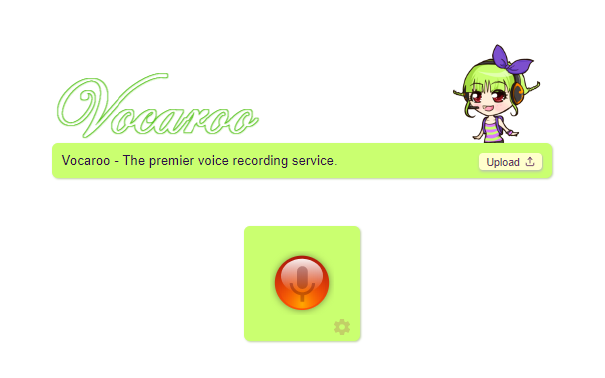 Vocaroo
Vocaroo - The premier voice recording service.
Upload